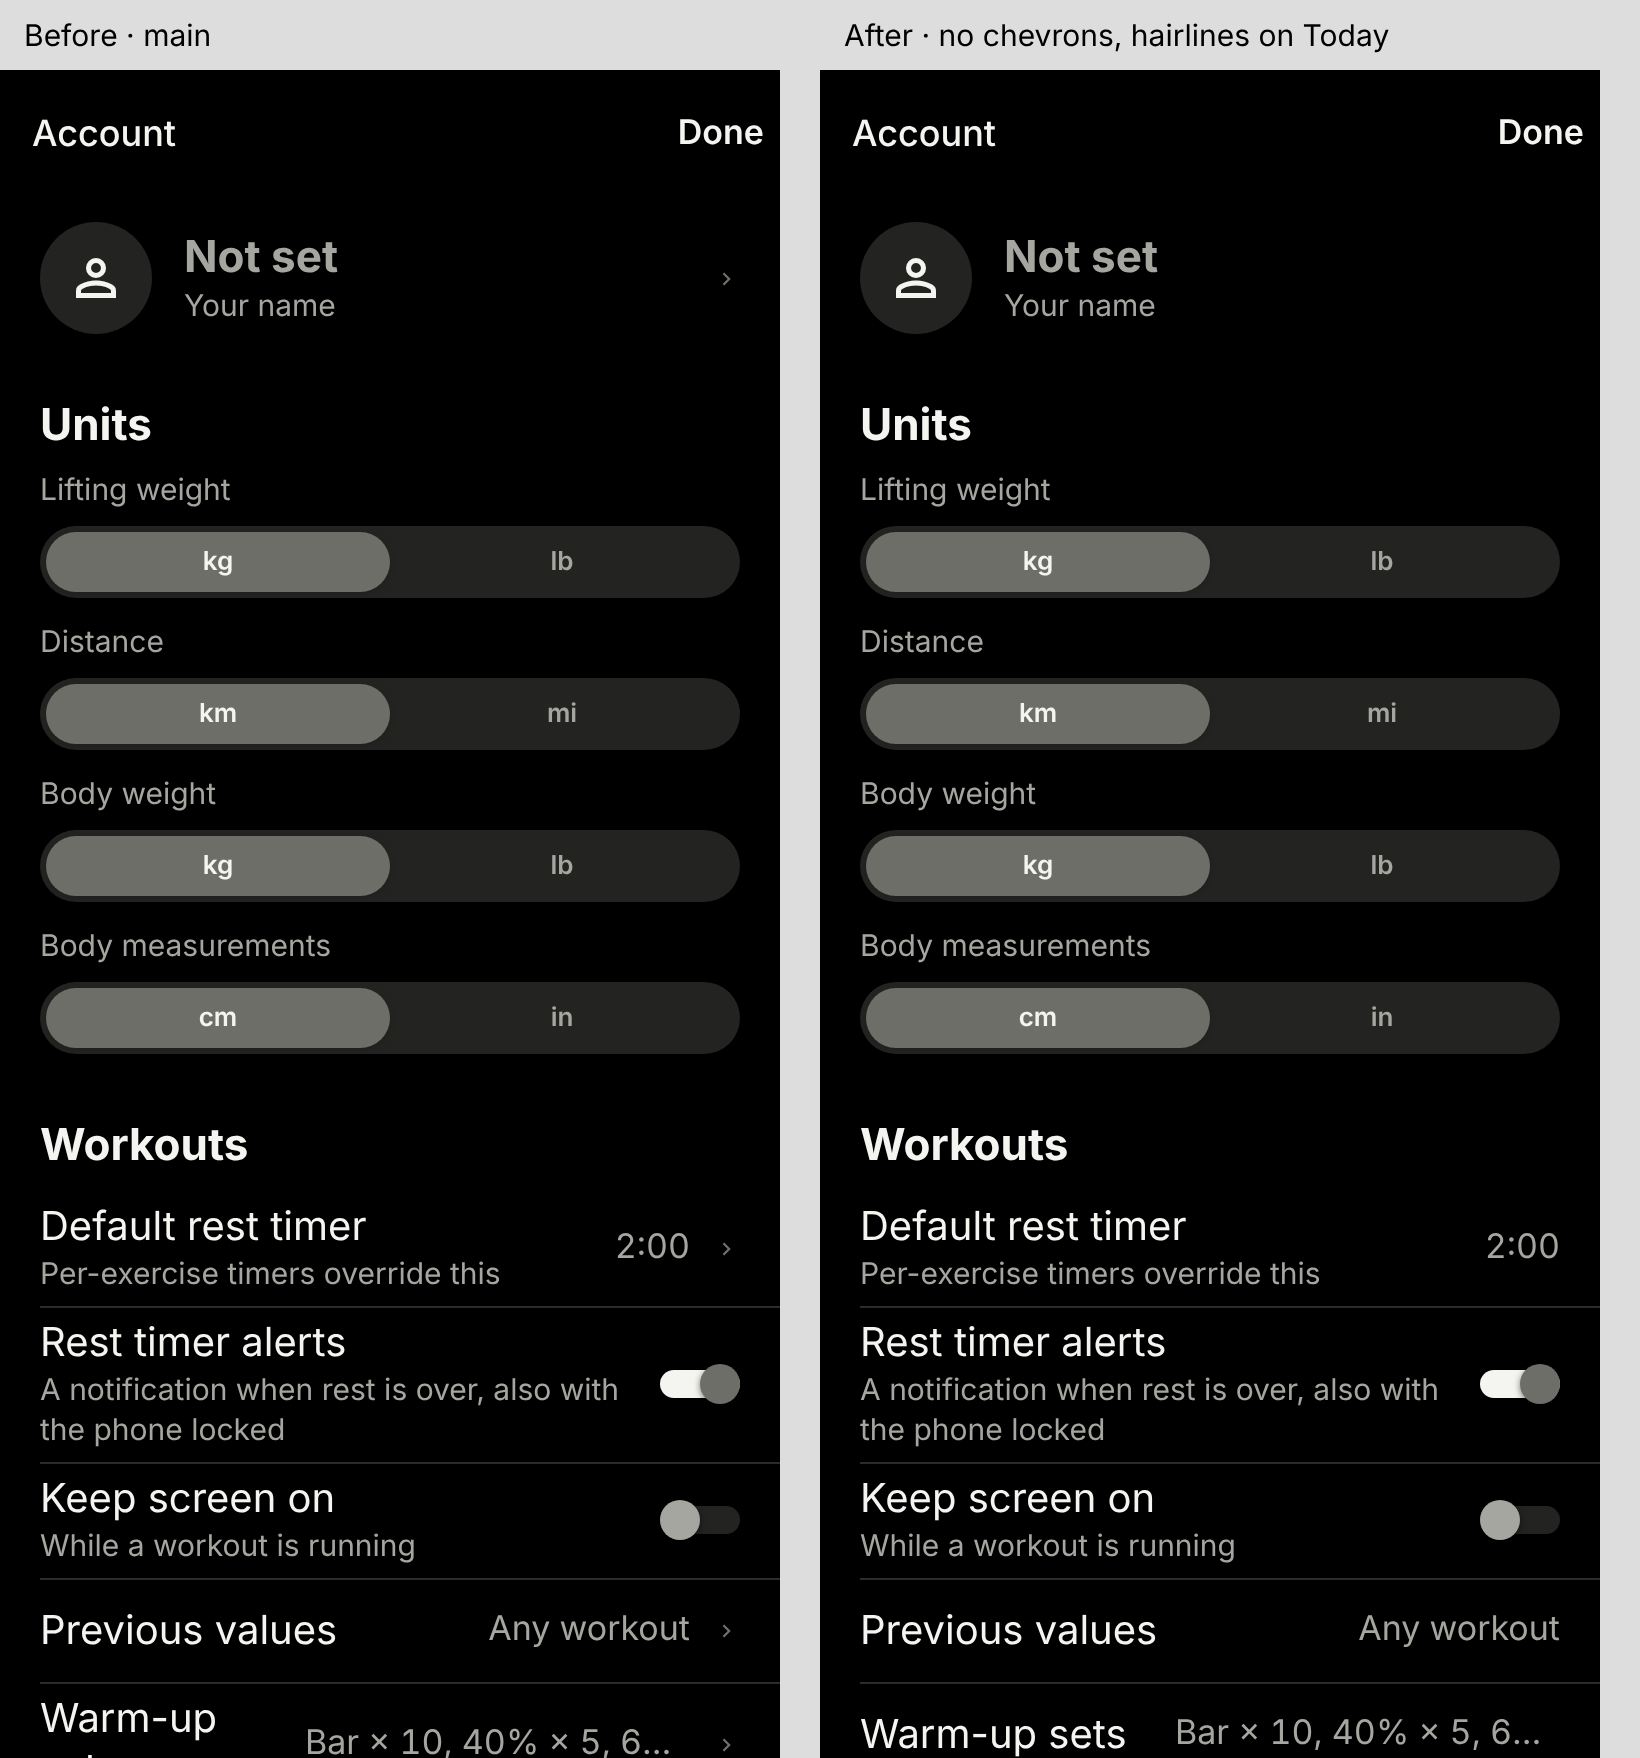 Before · main
Account
Done
Not set
Your name
Units
Lifting weight
kg
lb
Distance
km
mi
Body weight
kg
lb
Body measurements
cm
in
Workouts
Default rest timer
2:00
Per-exercise timers override this
Rest timer alerts
A notification when rest is over, also with
the phone locked
Keep screen on
While a workout is running
Previous values
Any workout
Warm-up
Bar × 10, 40% × 5, 6...
After · no chevrons, hairlines on Today
Account
Done
Not set
Your name
Units
Lifting weight
kg
lb
Distance
km
mi
Body weight
kg
lb
Body measurements
cm
in
Workouts
Default rest timer
2:00
Per-exercise timers override this
Rest timer alerts
A notification when rest is over, also with
the phone locked
Keep screen on
While a workout is running
Previous values
Any workout
Warm-up sets
Bar × 10, 40% × 5, 6...